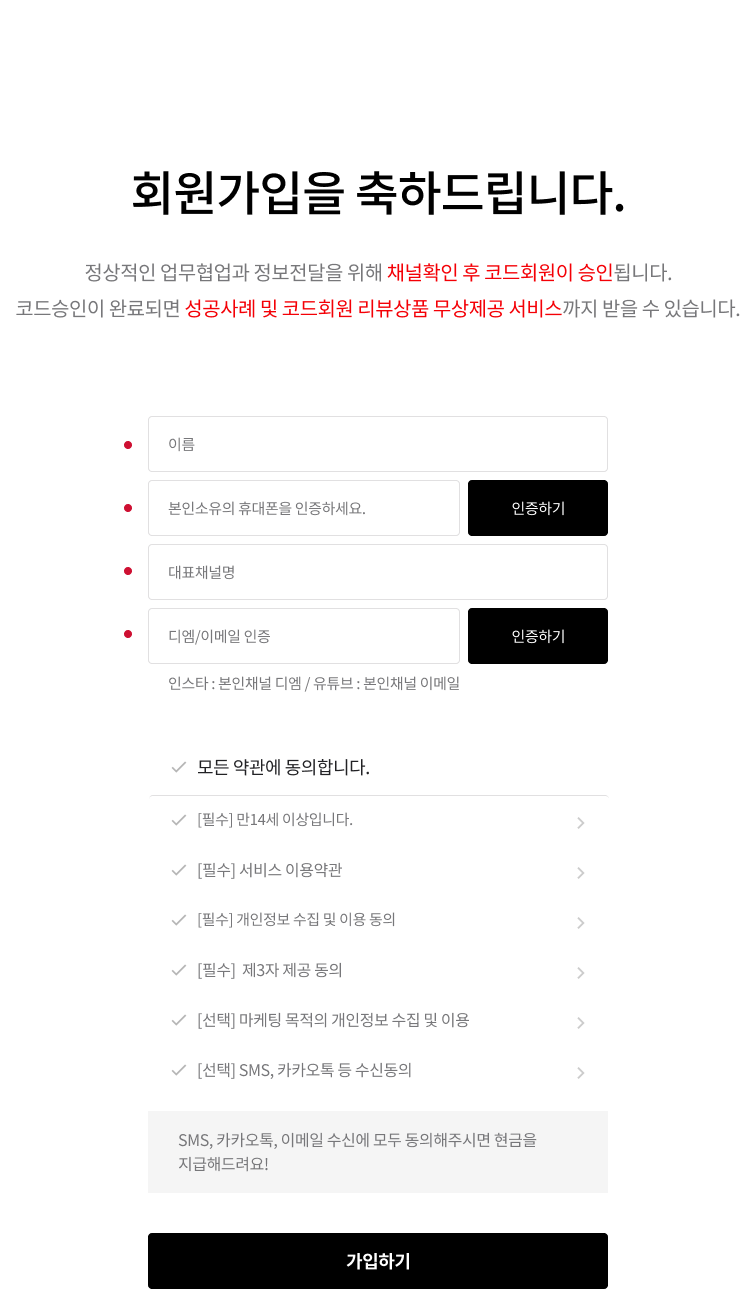 회원가입을 축하드립니다.
정상적인 업무협업과 정보전달을 위해 채널확인 후 코드회원이 승인됩니다.
코드승인이 완료되면 성공사례 및 코드회원 리뷰상품 무상제공 서비스까지 받을 수 있습니다.
이름
본인소유의 휴대폰을 인증하세요. 인증하기
대표채널명
디엠/이메일 인증 인증하기
인스타 : 본인채널 디엠 / 유튜브 : 본인채널 이메일
모든 약관에 동의합니다.
[필수] 만14세 이상입니다.
[필수] 서비스 이용약관
[필수] 개인정보 수집 및 이용 동의
[필수] 제3자 제공 동의
[선택] 마케팅 목적의 개인정보 수집 및 이용
[선택] SMS, 카카오톡 등 수신동의
SMS, 카카오톡, 이메일 수신에 모두 동의해주시면 현금을
지급해드려요!
가입하기